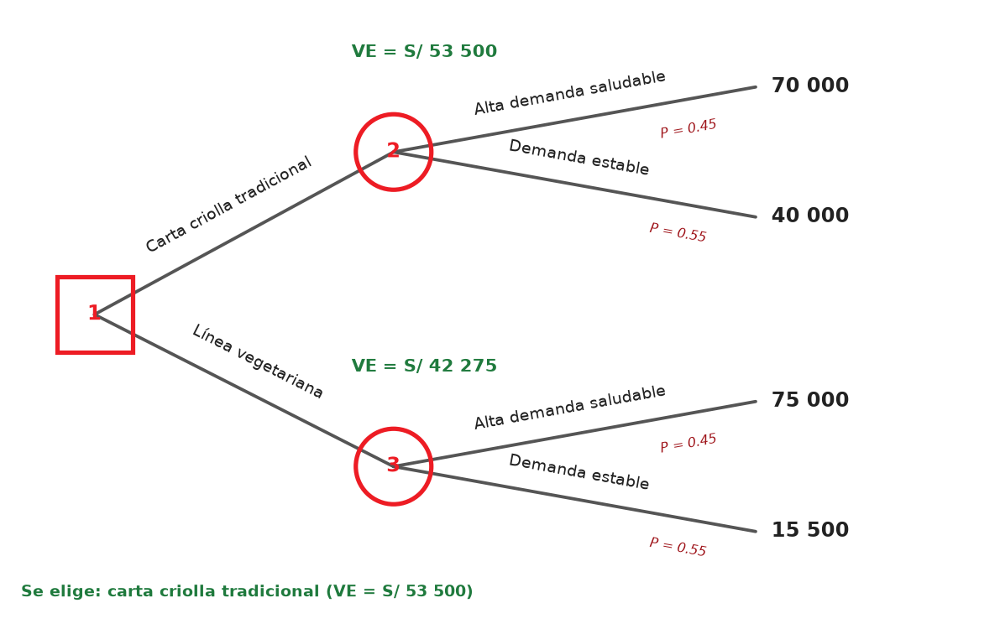 VE = S/ 53 500
Alta demanda saludable
70 000
P = 0.45
2
Demanda estable
40 000
P = 0.55
Carta criolla tradicional
1
Línea vegetariana
VE = S/ 42 275
Alta demanda saludable
75 000
P = 0.45
3
Demanda estable
15 500
P = 0.55
Se elige: carta criolla tradicional (VE = S/ 53 500)